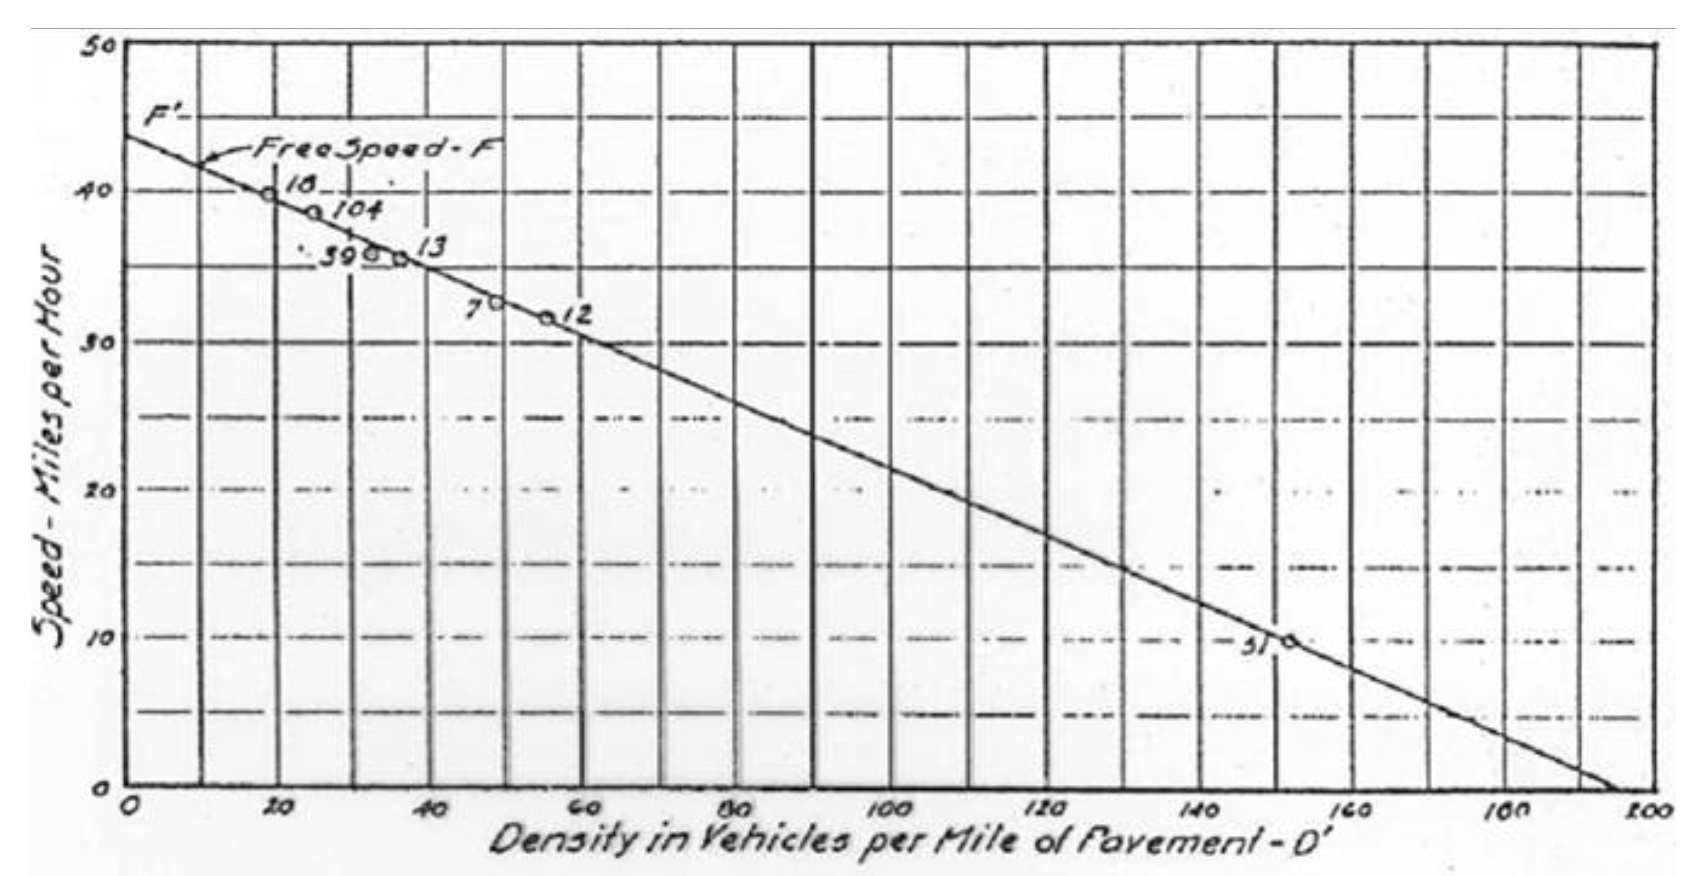 50
F'
Free Speed - F
40
18
104
39
13
7
12
30
20
10
51
0
0 20 40 60 80 100 120 140 160 180 200
Speed - Miles per Hour
Density in Vehicles per Mile of Pavement - D'